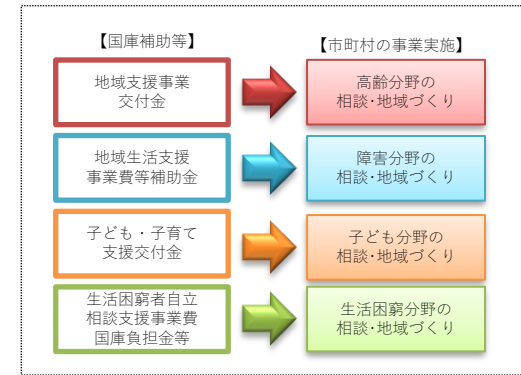 【国庫補助等】
【市町村の事業実施】
地域支援事業
交付金
高齢分野の
相談･地域づくり
地域生活支援
事業費等補助金
障害分野の
相談･地域づくり
子ども・子育て
支援交付金
子ども分野の
相談･地域づくり
生活困窮者自立
相談支援事業費
国庫負担金等
生活困窮分野の
相談･地域づくり